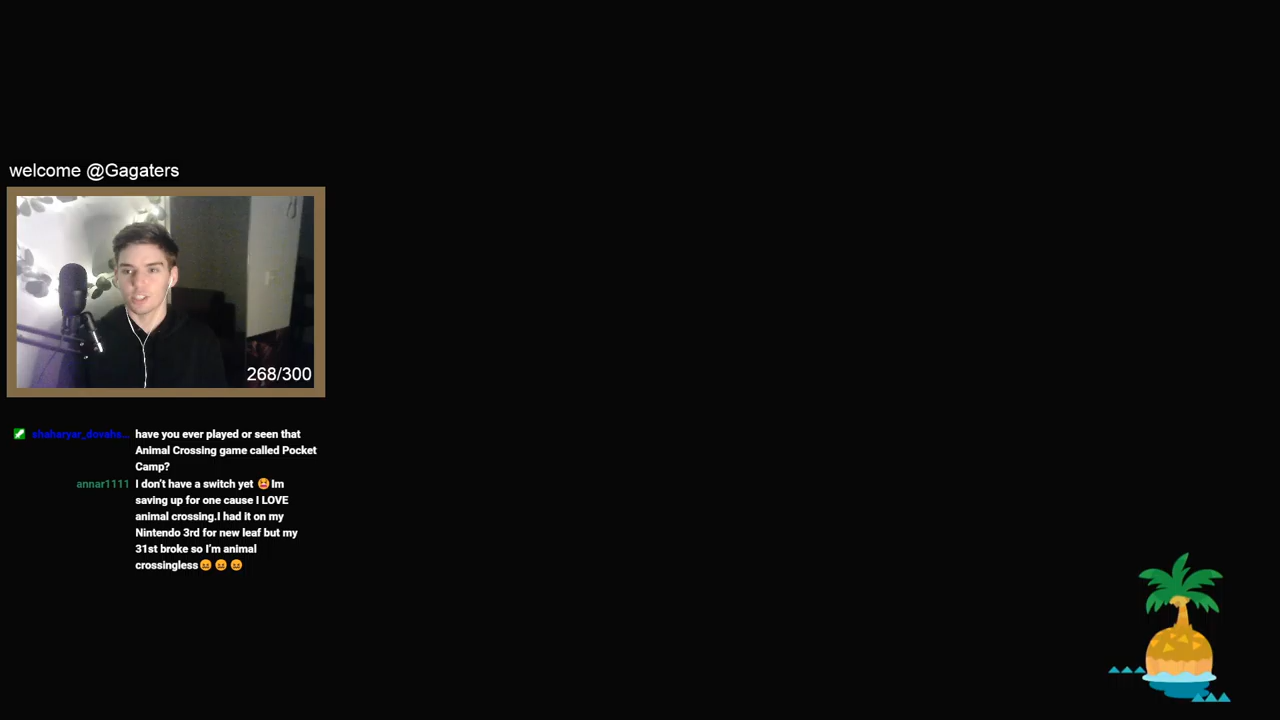 welcome @Gagaters
268/300
shaharyar_dovahs... have you ever played or seen that
Animal Crossing game called Pocket
Camp?
annar1111 I don't have a switch yet 🤩Im
saving up for one cause I LOVE
animal crossing.I had it on my
Nintendo 3rd for new leaf but my
31st broke so I'm animal
crossingless😡 😡 😡